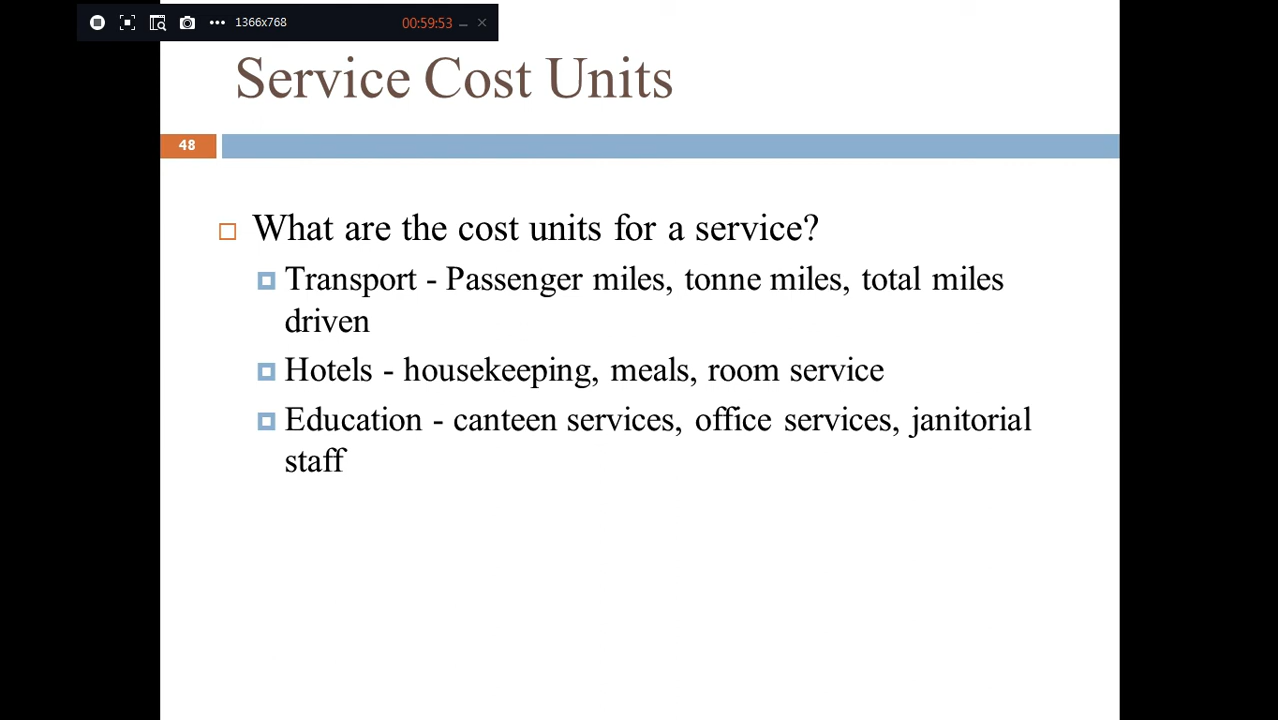 1366x768
00:59:53
Service Cost Units
48
What are the cost units for a service?
Transport - Passenger miles, tonne miles, total miles
driven
Hotels - housekeeping, meals, room service
Education - canteen services, office services, janitorial
staff